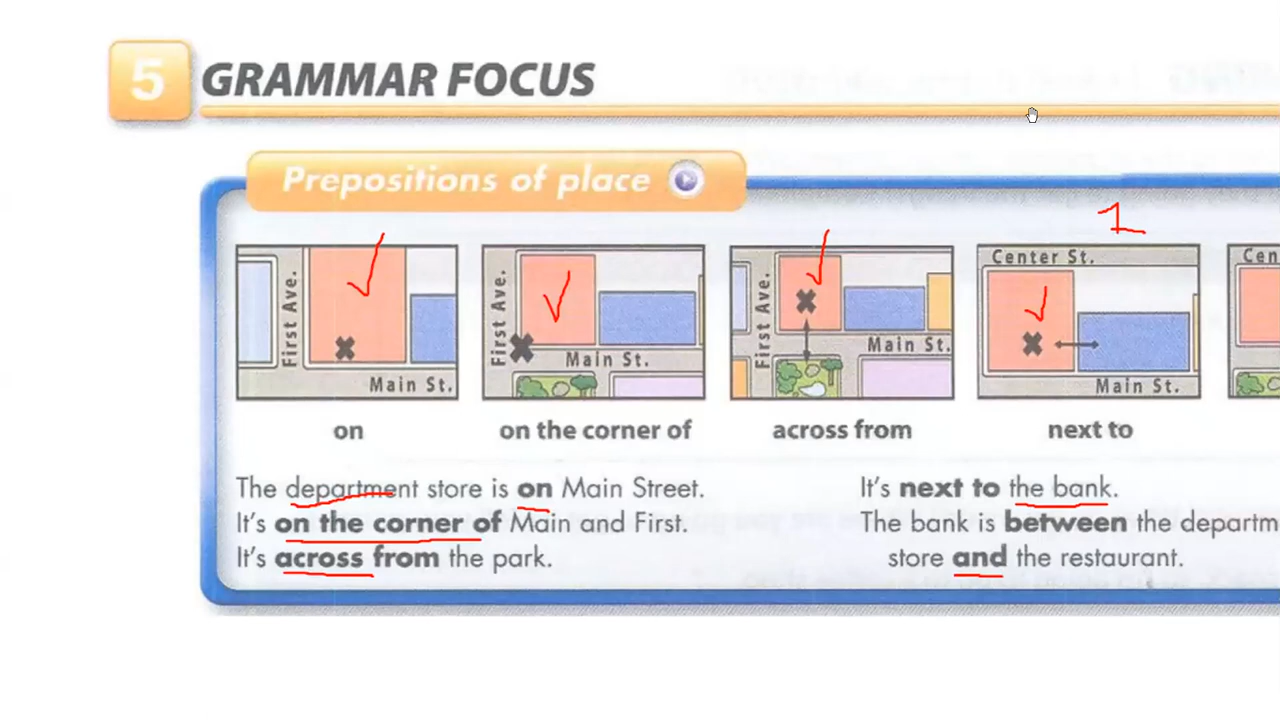 5 GRAMMAR FOCUS
Prepositions of place
First Ave.
Main St.
First Ave.
Main St.
First Ave.
Main St.
Center St.
Main St.
Cen
on
on the corner of
across from
next to
1
The department store is on Main Street.
It's on the corner of Main and First.
It's across from the park.
It's next to the bank.
The bank is between the departm
store and the restaurant.